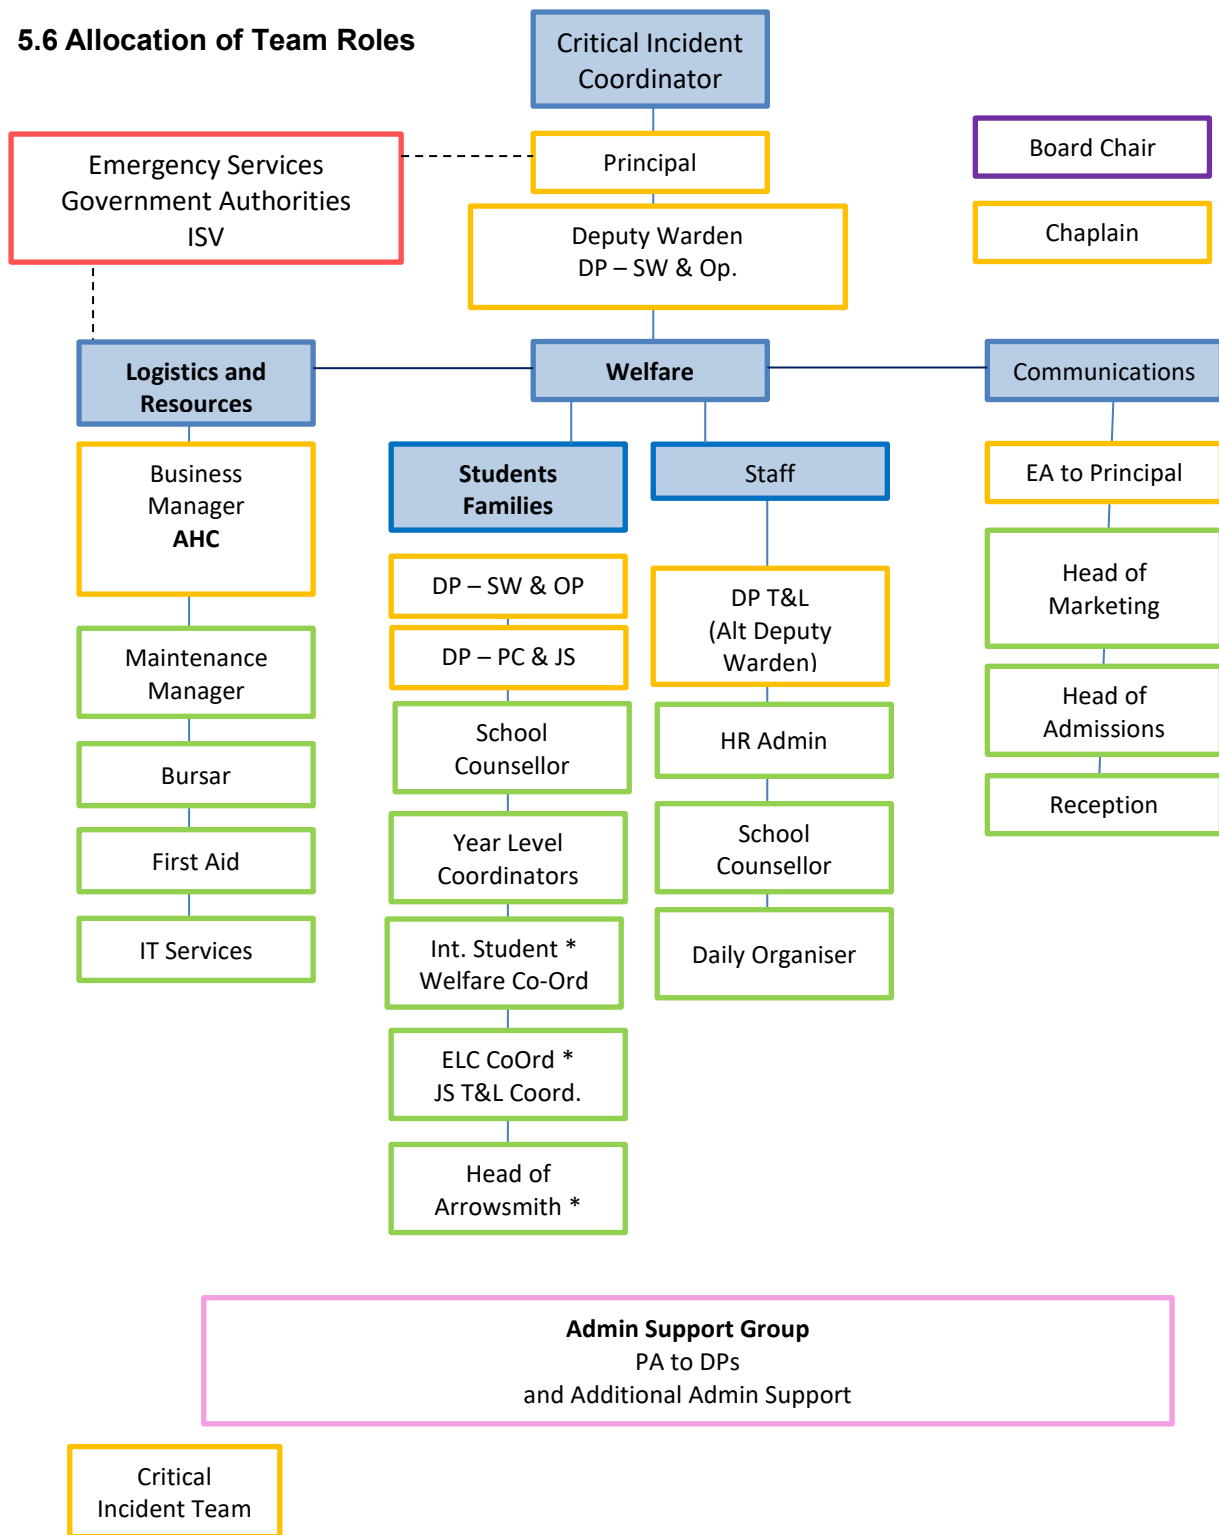 5.6 Allocation of Team Roles
Critical Incident
Coordinator
Emergency Services
Government Authorities
ISV
Principal
Board Chair
Deputy Warden
DP – SW & Op.
Chaplain
Logistics and
Resources
Welfare
Communications
Business
Manager
AHC
Maintenance
Manager
Bursar
First Aid
IT Services
Students
Families
DP – SW & OP
DP – PC & JS
School
Counsellor
Year Level
Coordinators
Int. Student *
Welfare Co-Ord
ELC CoOrd *
JS T&L Coord.
Head of
Arrowsmith *
Staff
DP T&L
(Alt Deputy
Warden)
HR Admin
School
Counsellor
Daily Organiser
EA to Principal
Head of
Marketing
Head of
Admissions
Reception
Admin Support Group
PA to DPs
and Additional Admin Support
Critical
Incident Team